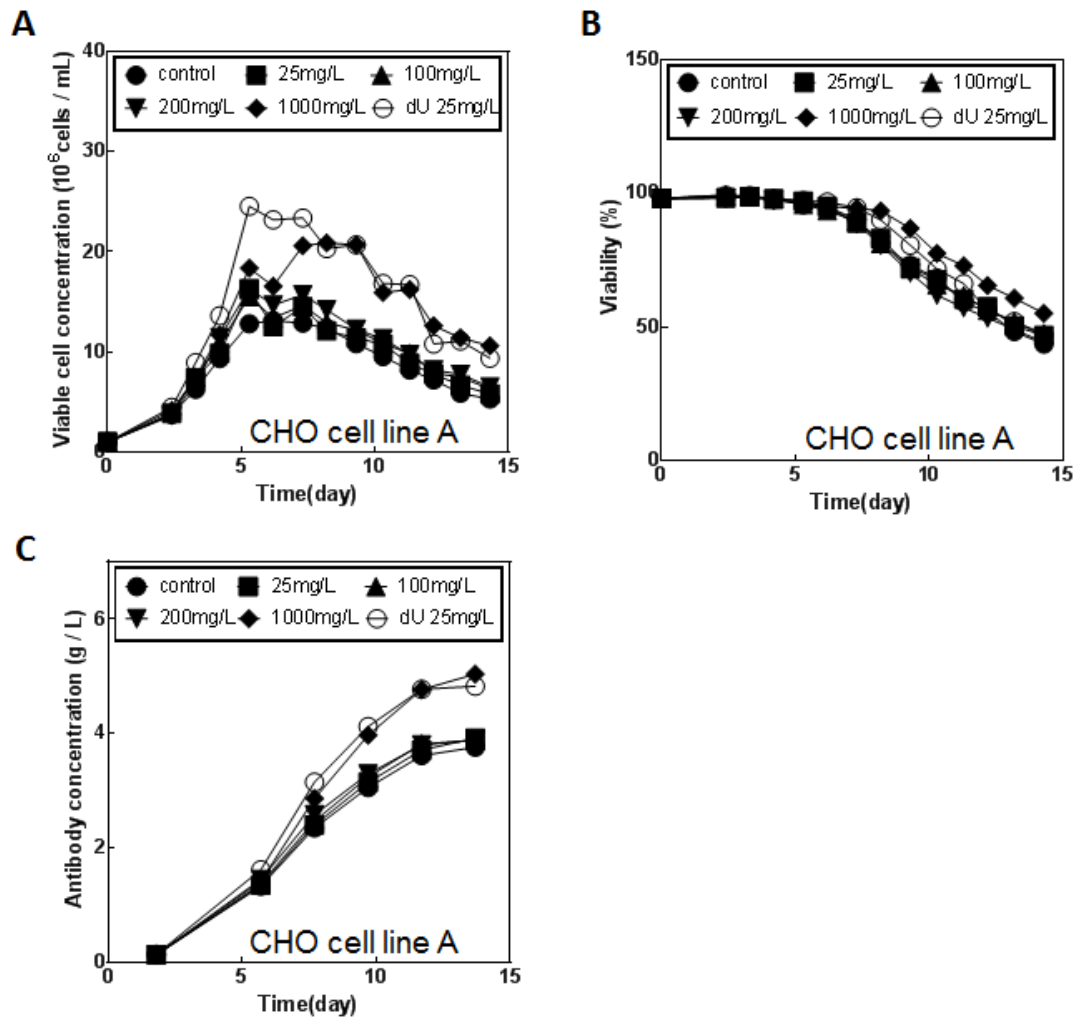 A
40
control 25mg/L 100mg/L
200mg/L 1000mg/L dU 25mg/L
30
20
10
0
0 5 10 15
Viable cell concentration (10⁶cells / mL)
CHO cell line A
Time(day)
B
150
control 25mg/L 100mg/L
200mg/L 1000mg/L dU 25mg/L
100
50
0
0 5 10 15
Viability (%)
CHO cell line A
Time(day)
C
6
control 25mg/L 100mg/L
200mg/L 1000mg/L dU 25mg/L
4
2
0
0 5 10 15
Antibody concentration (g / L)
CHO cell line A
Time(day)